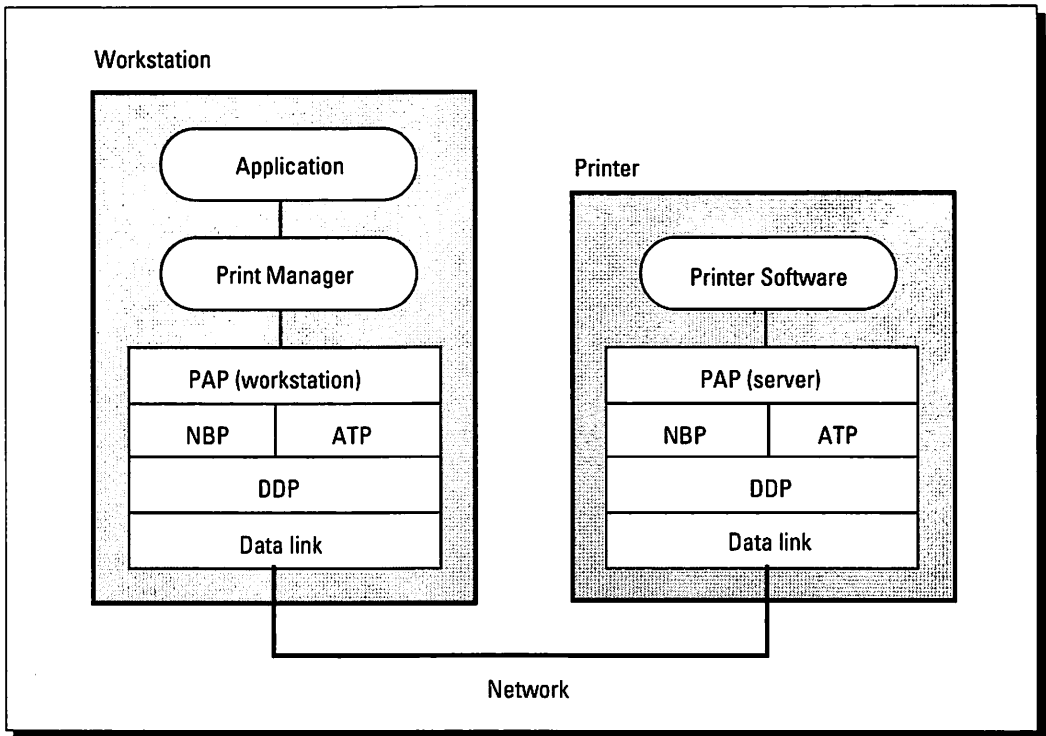 Workstation
Application
Print Manager
PAP (workstation)
NBP
ATP
DDP
Data link
Printer
Printer Software
PAP (server)
NBP
ATP
DDP
Data link
Network